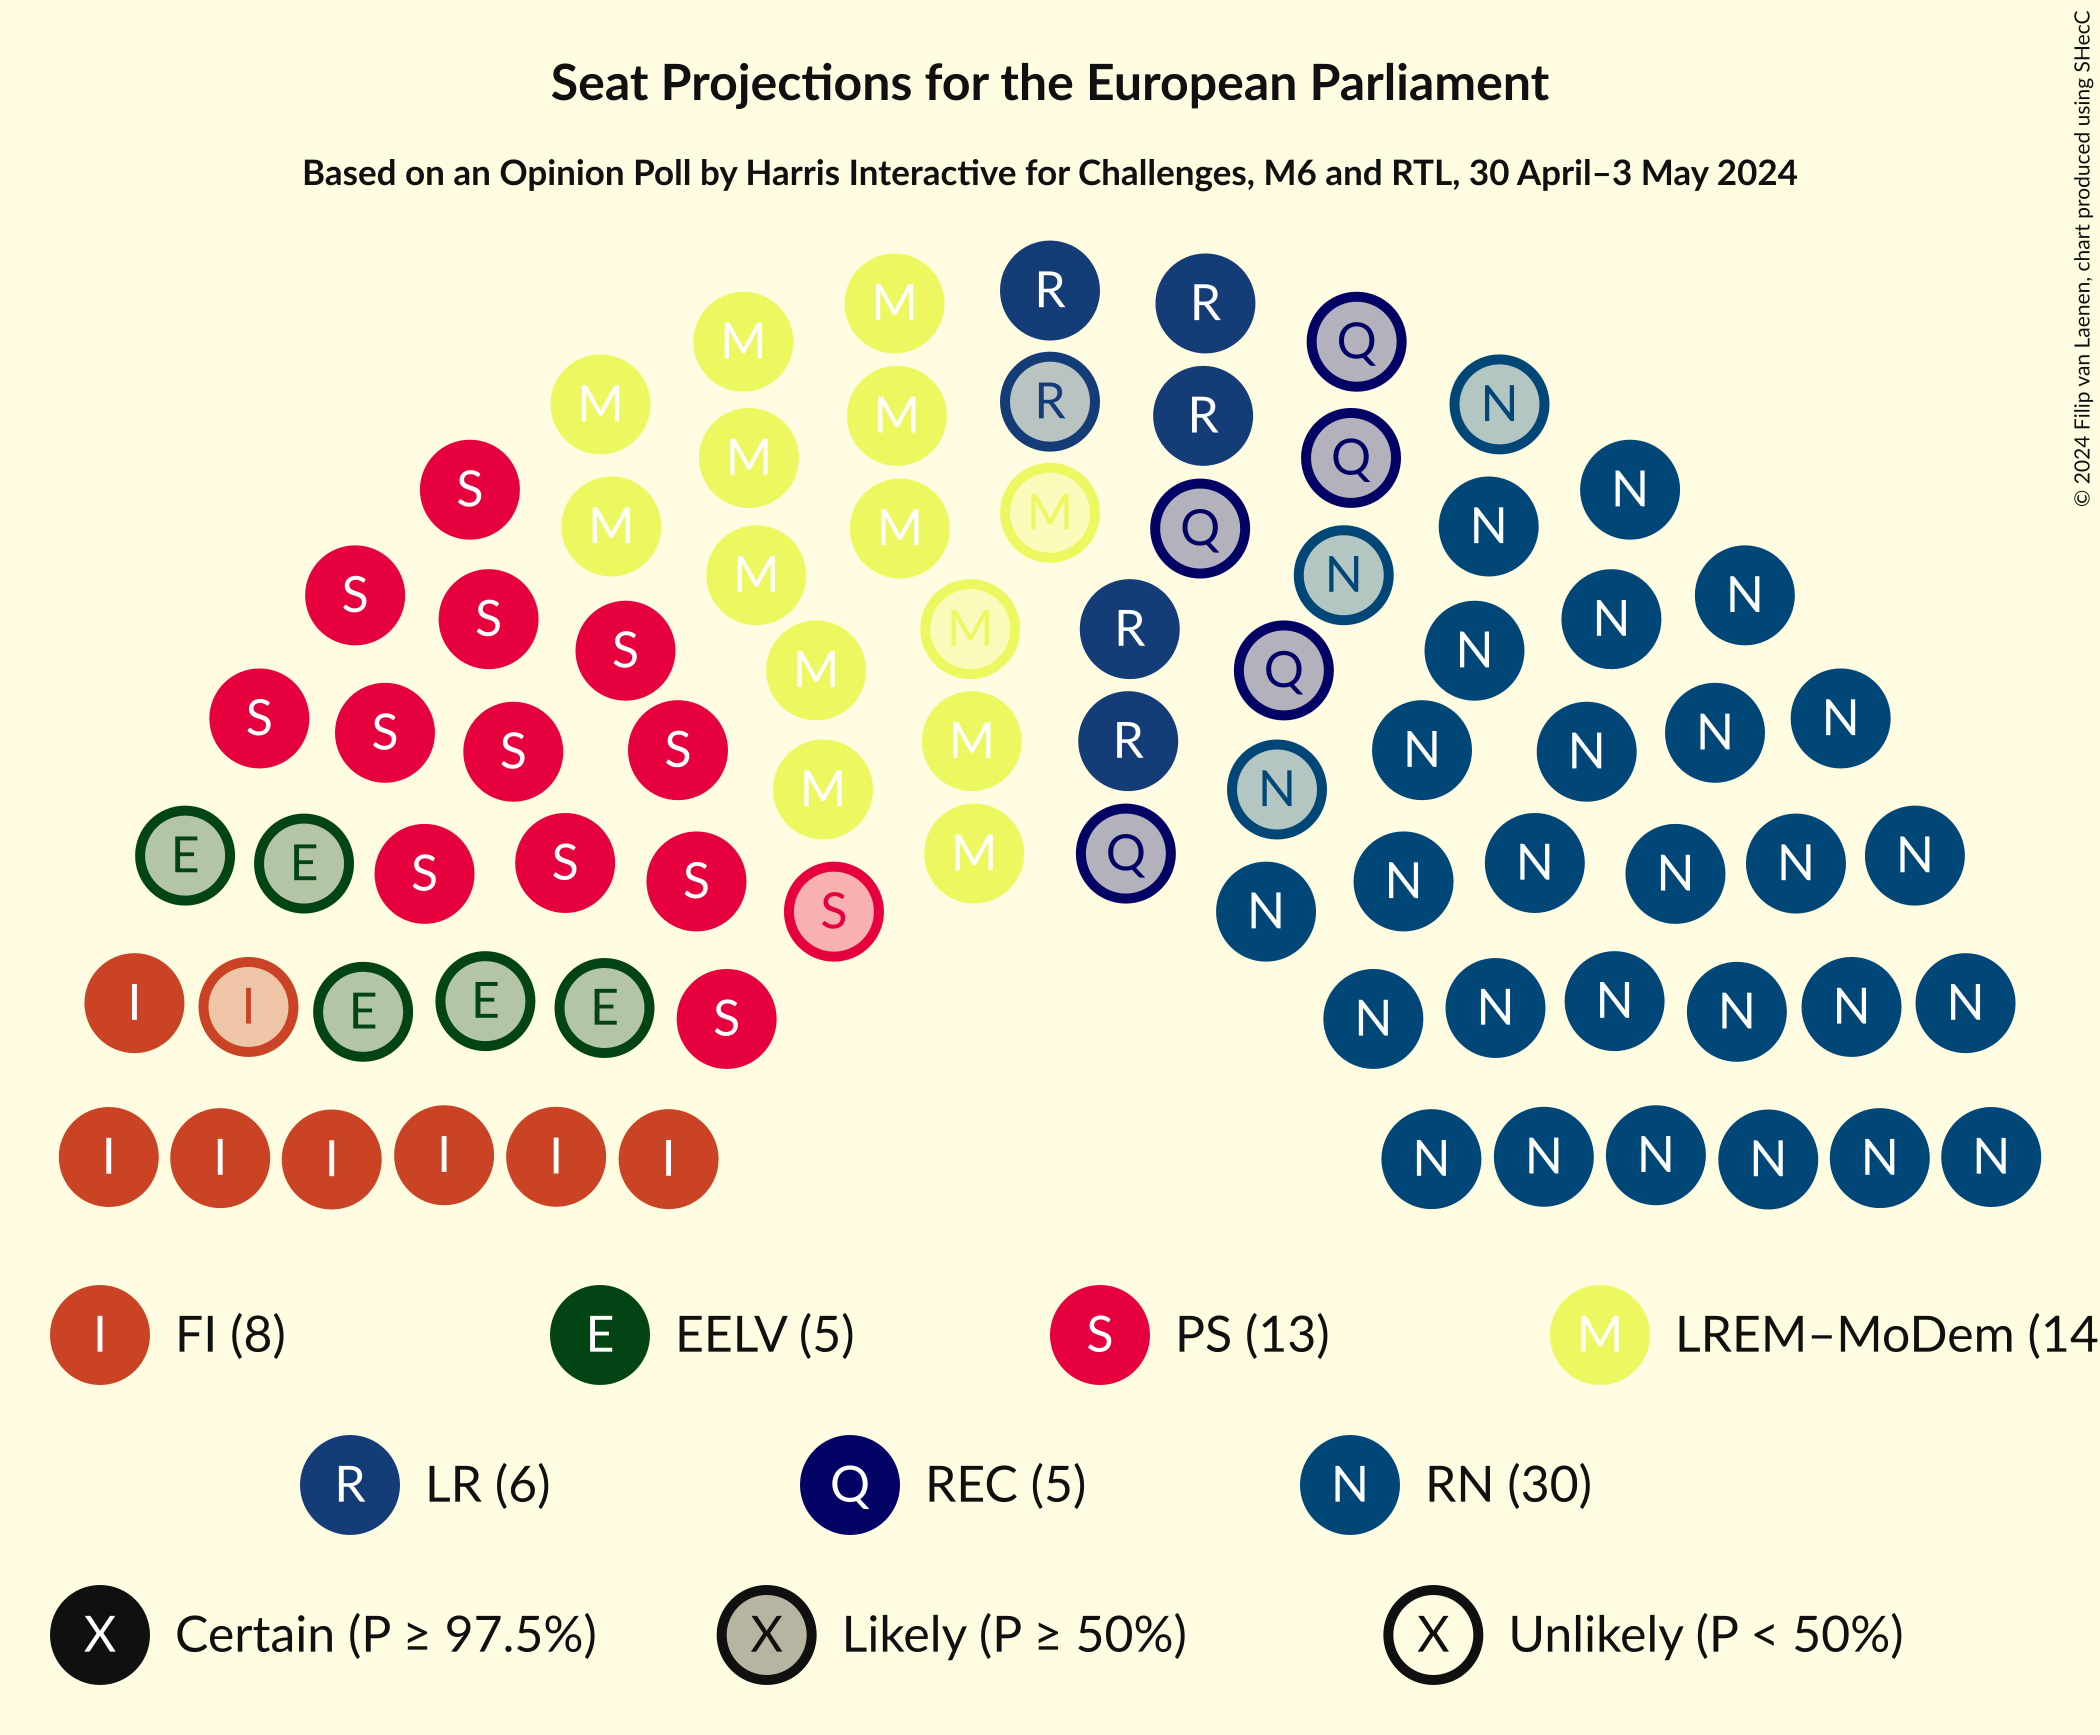 Seat Projections for the European Parliament
Based on an Opinion Poll by Harris Interactive for Challenges, M6 and RTL, 30 April–3 May 2024
© 2024 Filip van Laenen, chart produced using SHecC
R
M R
M R Q
M R Q
M M R N
M M Q N
S M M Q N N
M M N
S M R N
S S M Q N N
S S M M R N N N
S S S M N N N N
E E S S S M Q N N N N N
S N
I I E E E S N N N N N N
I I I I I I N N N N N N
I FI (8) E EELV (5) S PS (13) M LREM–MoDem (14
R LR (6) Q REC (5) N RN (30)
X Certain (P ≥ 97.5%) X Likely (P ≥ 50%) X Unlikely (P < 50%)